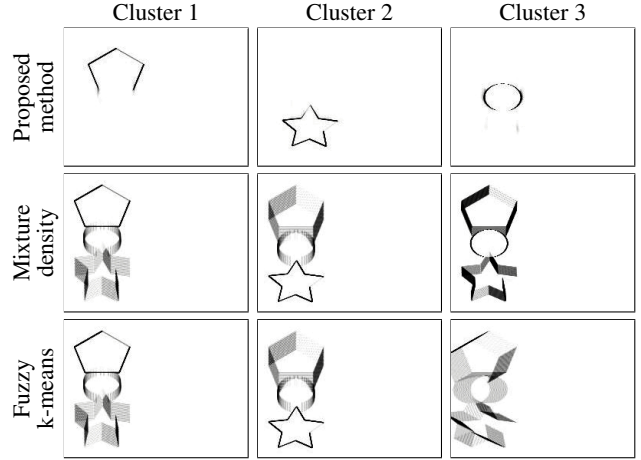 Cluster 1 Cluster 2 Cluster 3
Proposed
method
Mixture
density
Fuzzy
k-means